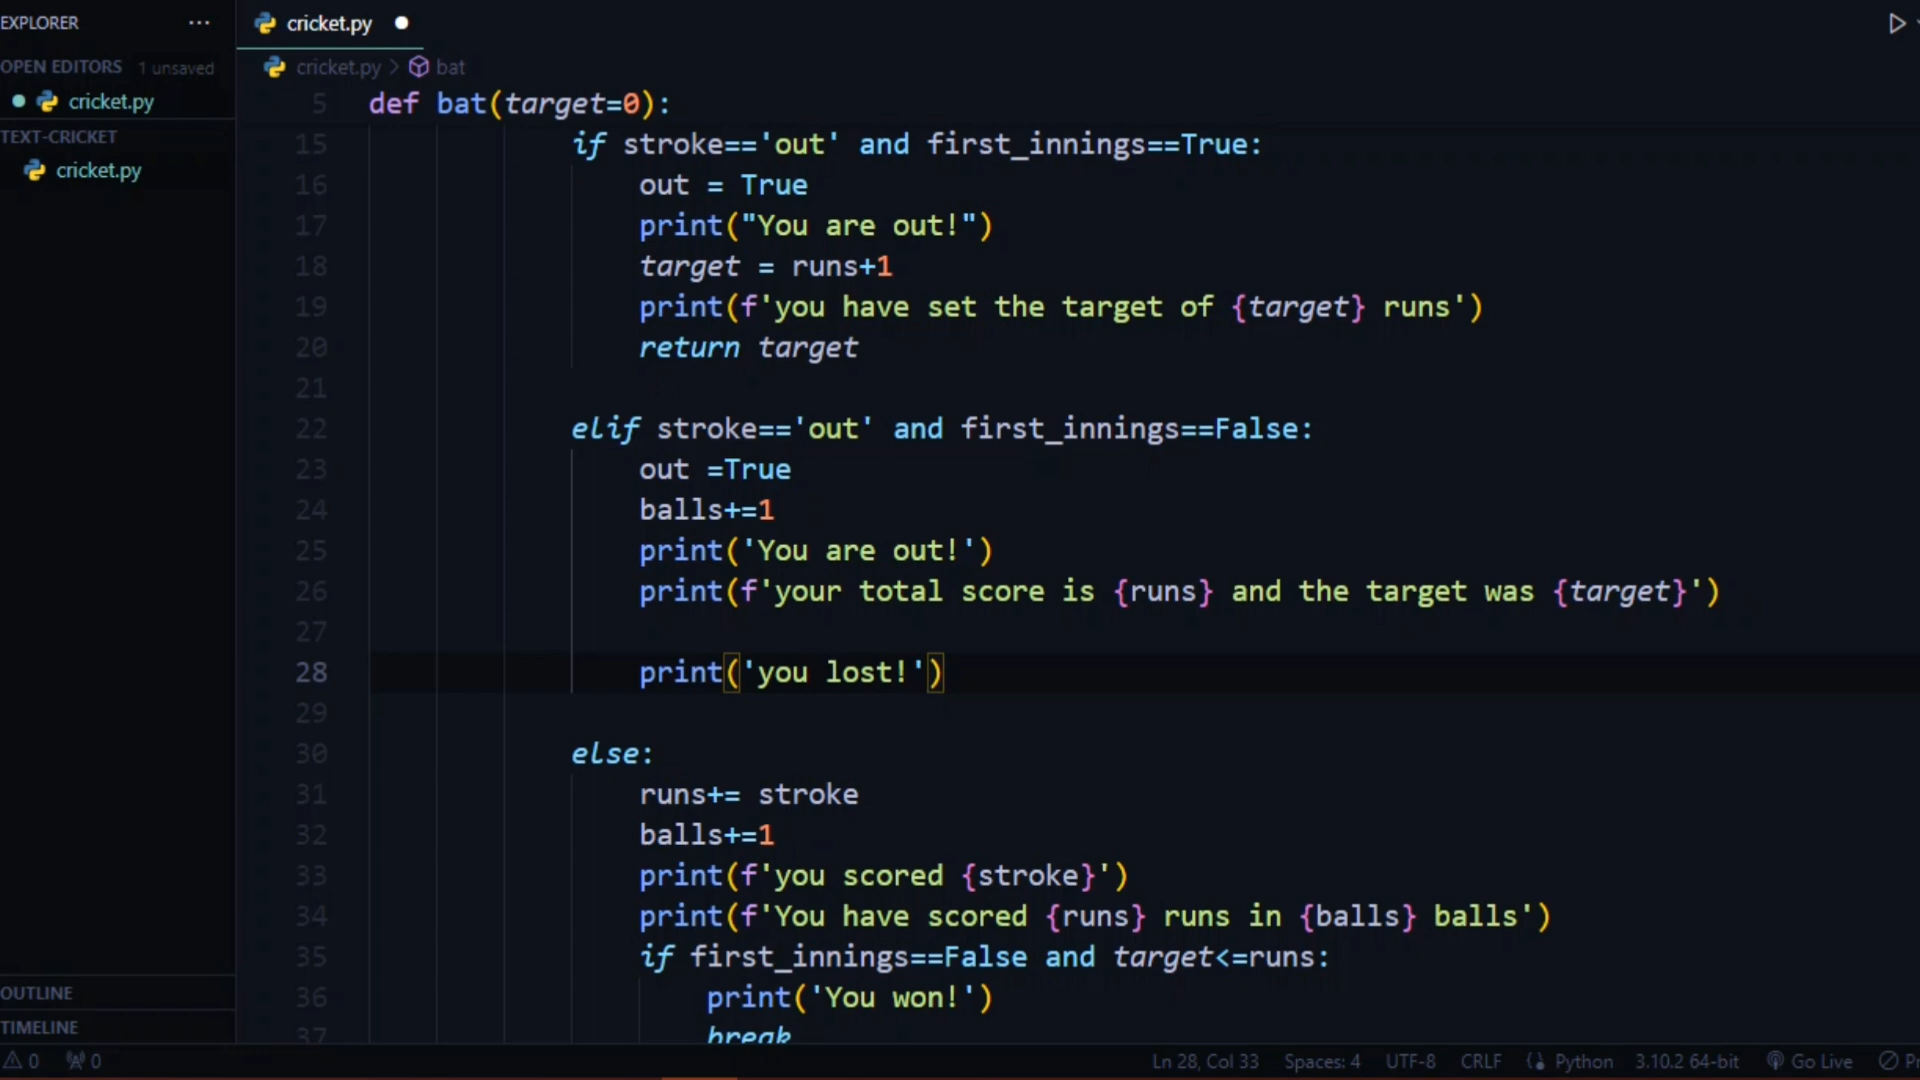 EXPLORER ···
cricket.py
OPEN EDITORS 1 unsaved
cricket.py > bat
cricket.py
TEXT-CRICKET
cricket.py
5 def bat(target=0):
15 if stroke=='out' and first_innings==True:
16 out = True
17 print("You are out!")
18 target = runs+1
19 print(f'you have set the target of {target} runs')
20 return target
21
22 elif stroke=='out' and first_innings==False:
23 out =True
24 balls+=1
25 print('You are out!')
26 print(f'your total score is {runs} and the target was {target}')
27
28 print('you lost!')
29
30 else:
31 runs+= stroke
32 balls+=1
33 print(f'you scored {stroke}')
34 print(f'You have scored {runs} runs in {balls} balls')
35 if first_innings==False and target<=runs:
36 print('You won!')
37 break
OUTLINE
TIMELINE
0 0 Ln 28, Col 33 Spaces: 4 UTF-8 CRLF Python 3.10.2 64-bit Go Live